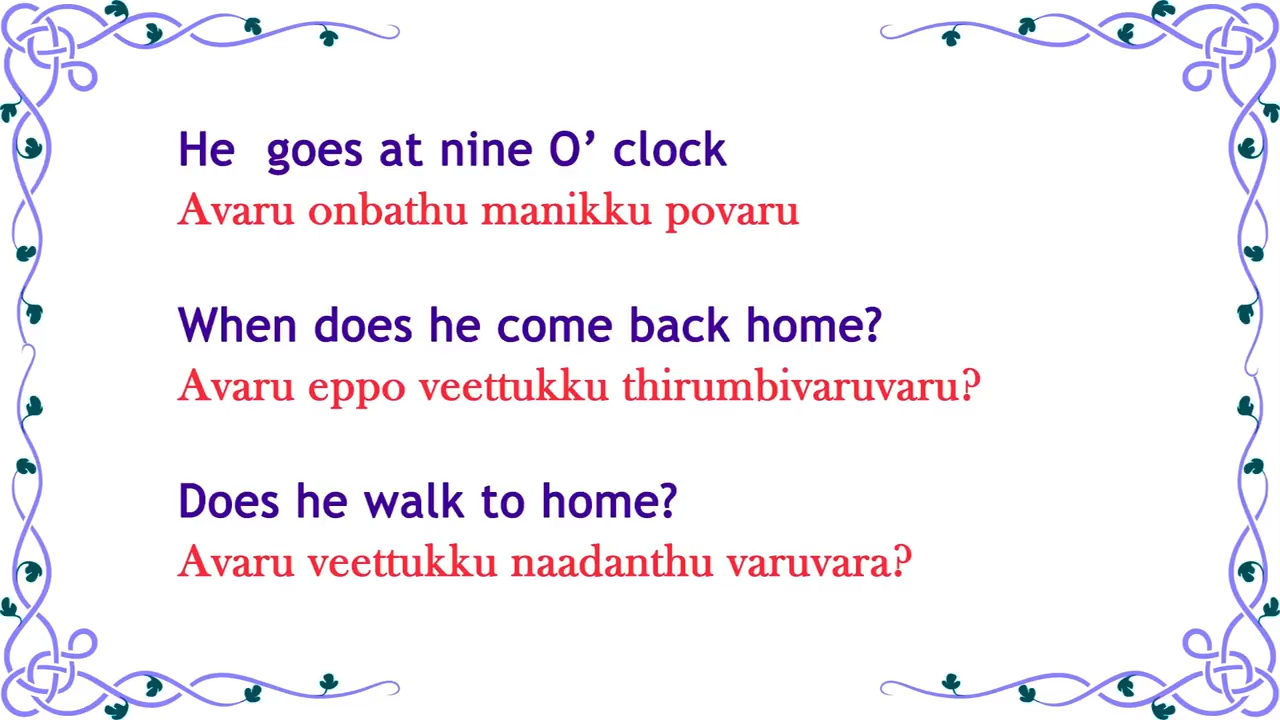 He  goes at nine O’ clock
Avaru onbathu manikku povaru
When does he come back home?
Avaru eppo veettukku thirumbivaruvaru?
Does he walk to home?
Avaru veettukku naadanthu varuvara?